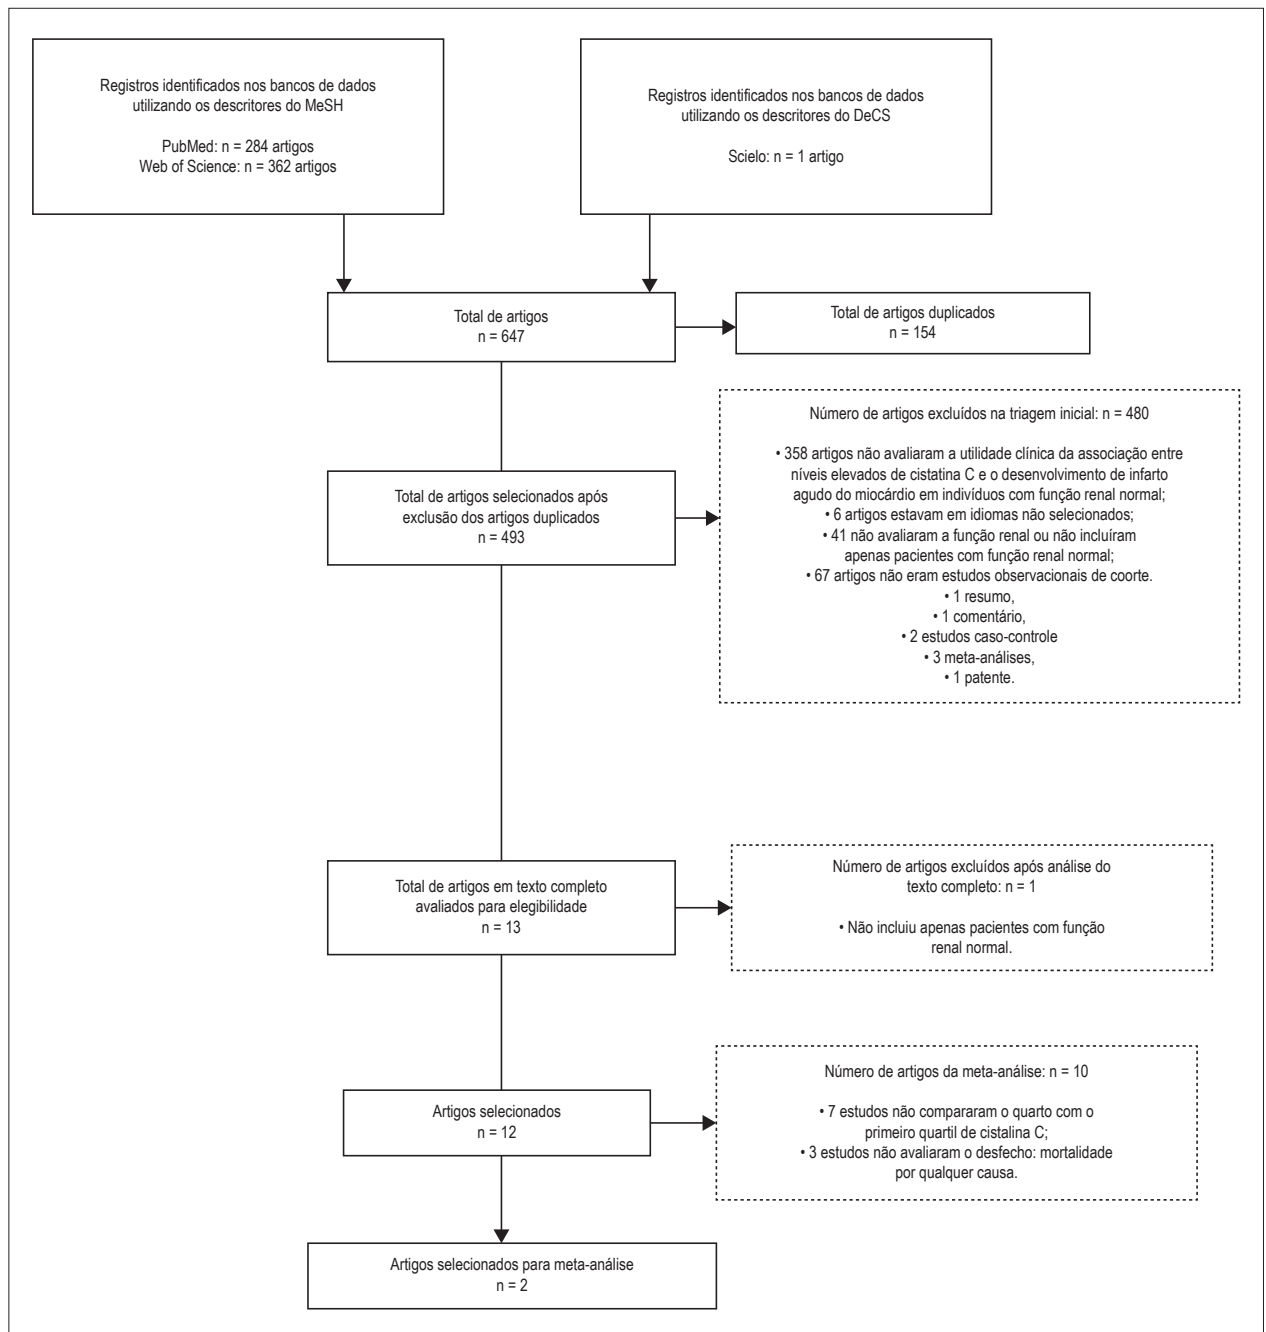 Registros identificados nos bancos de dados
utilizando os descritores do MeSH
PubMed: n = 284 artigos
Web of Science: n = 362 artigos
Registros identificados nos bancos de dados
utilizando os descritores do DeCS
Scielo: n = 1 artigo
Total de artigos
n = 647
Total de artigos duplicados
n = 154
Total de artigos selecionados após
exclusão dos artigos duplicados
n = 493
Número de artigos excluídos na triagem inicial: n = 480
• 358 artigos não avaliaram a utilidade clínica da associação entre
níveis elevados de cistatina C e o desenvolvimento de infarto
agudo do miocárdio em indivíduos com função renal normal;
• 6 artigos estavam em idiomas não selecionados;
• 41 não avaliaram a função renal ou não incluíram
apenas pacientes com função renal normal;
• 67 artigos não eram estudos observacionais de coorte.
• 1 resumo,
• 1 comentário,
• 2 estudos caso-controle
• 3 meta-análises,
• 1 patente.
Total de artigos em texto completo
avaliados para elegibilidade
n = 13
Número de artigos excluídos após análise do
texto completo: n = 1
• Não incluiu apenas pacientes com função
renal normal.
Artigos selecionados
n = 12
Número de artigos da meta-análise: n = 10
• 7 estudos não compararam o quarto com o
primeiro quartil de cistalina C;
• 3 estudos não avaliaram o desfecho: mortalidade
por qualquer causa.
Artigos selecionados para meta-análise
n = 2